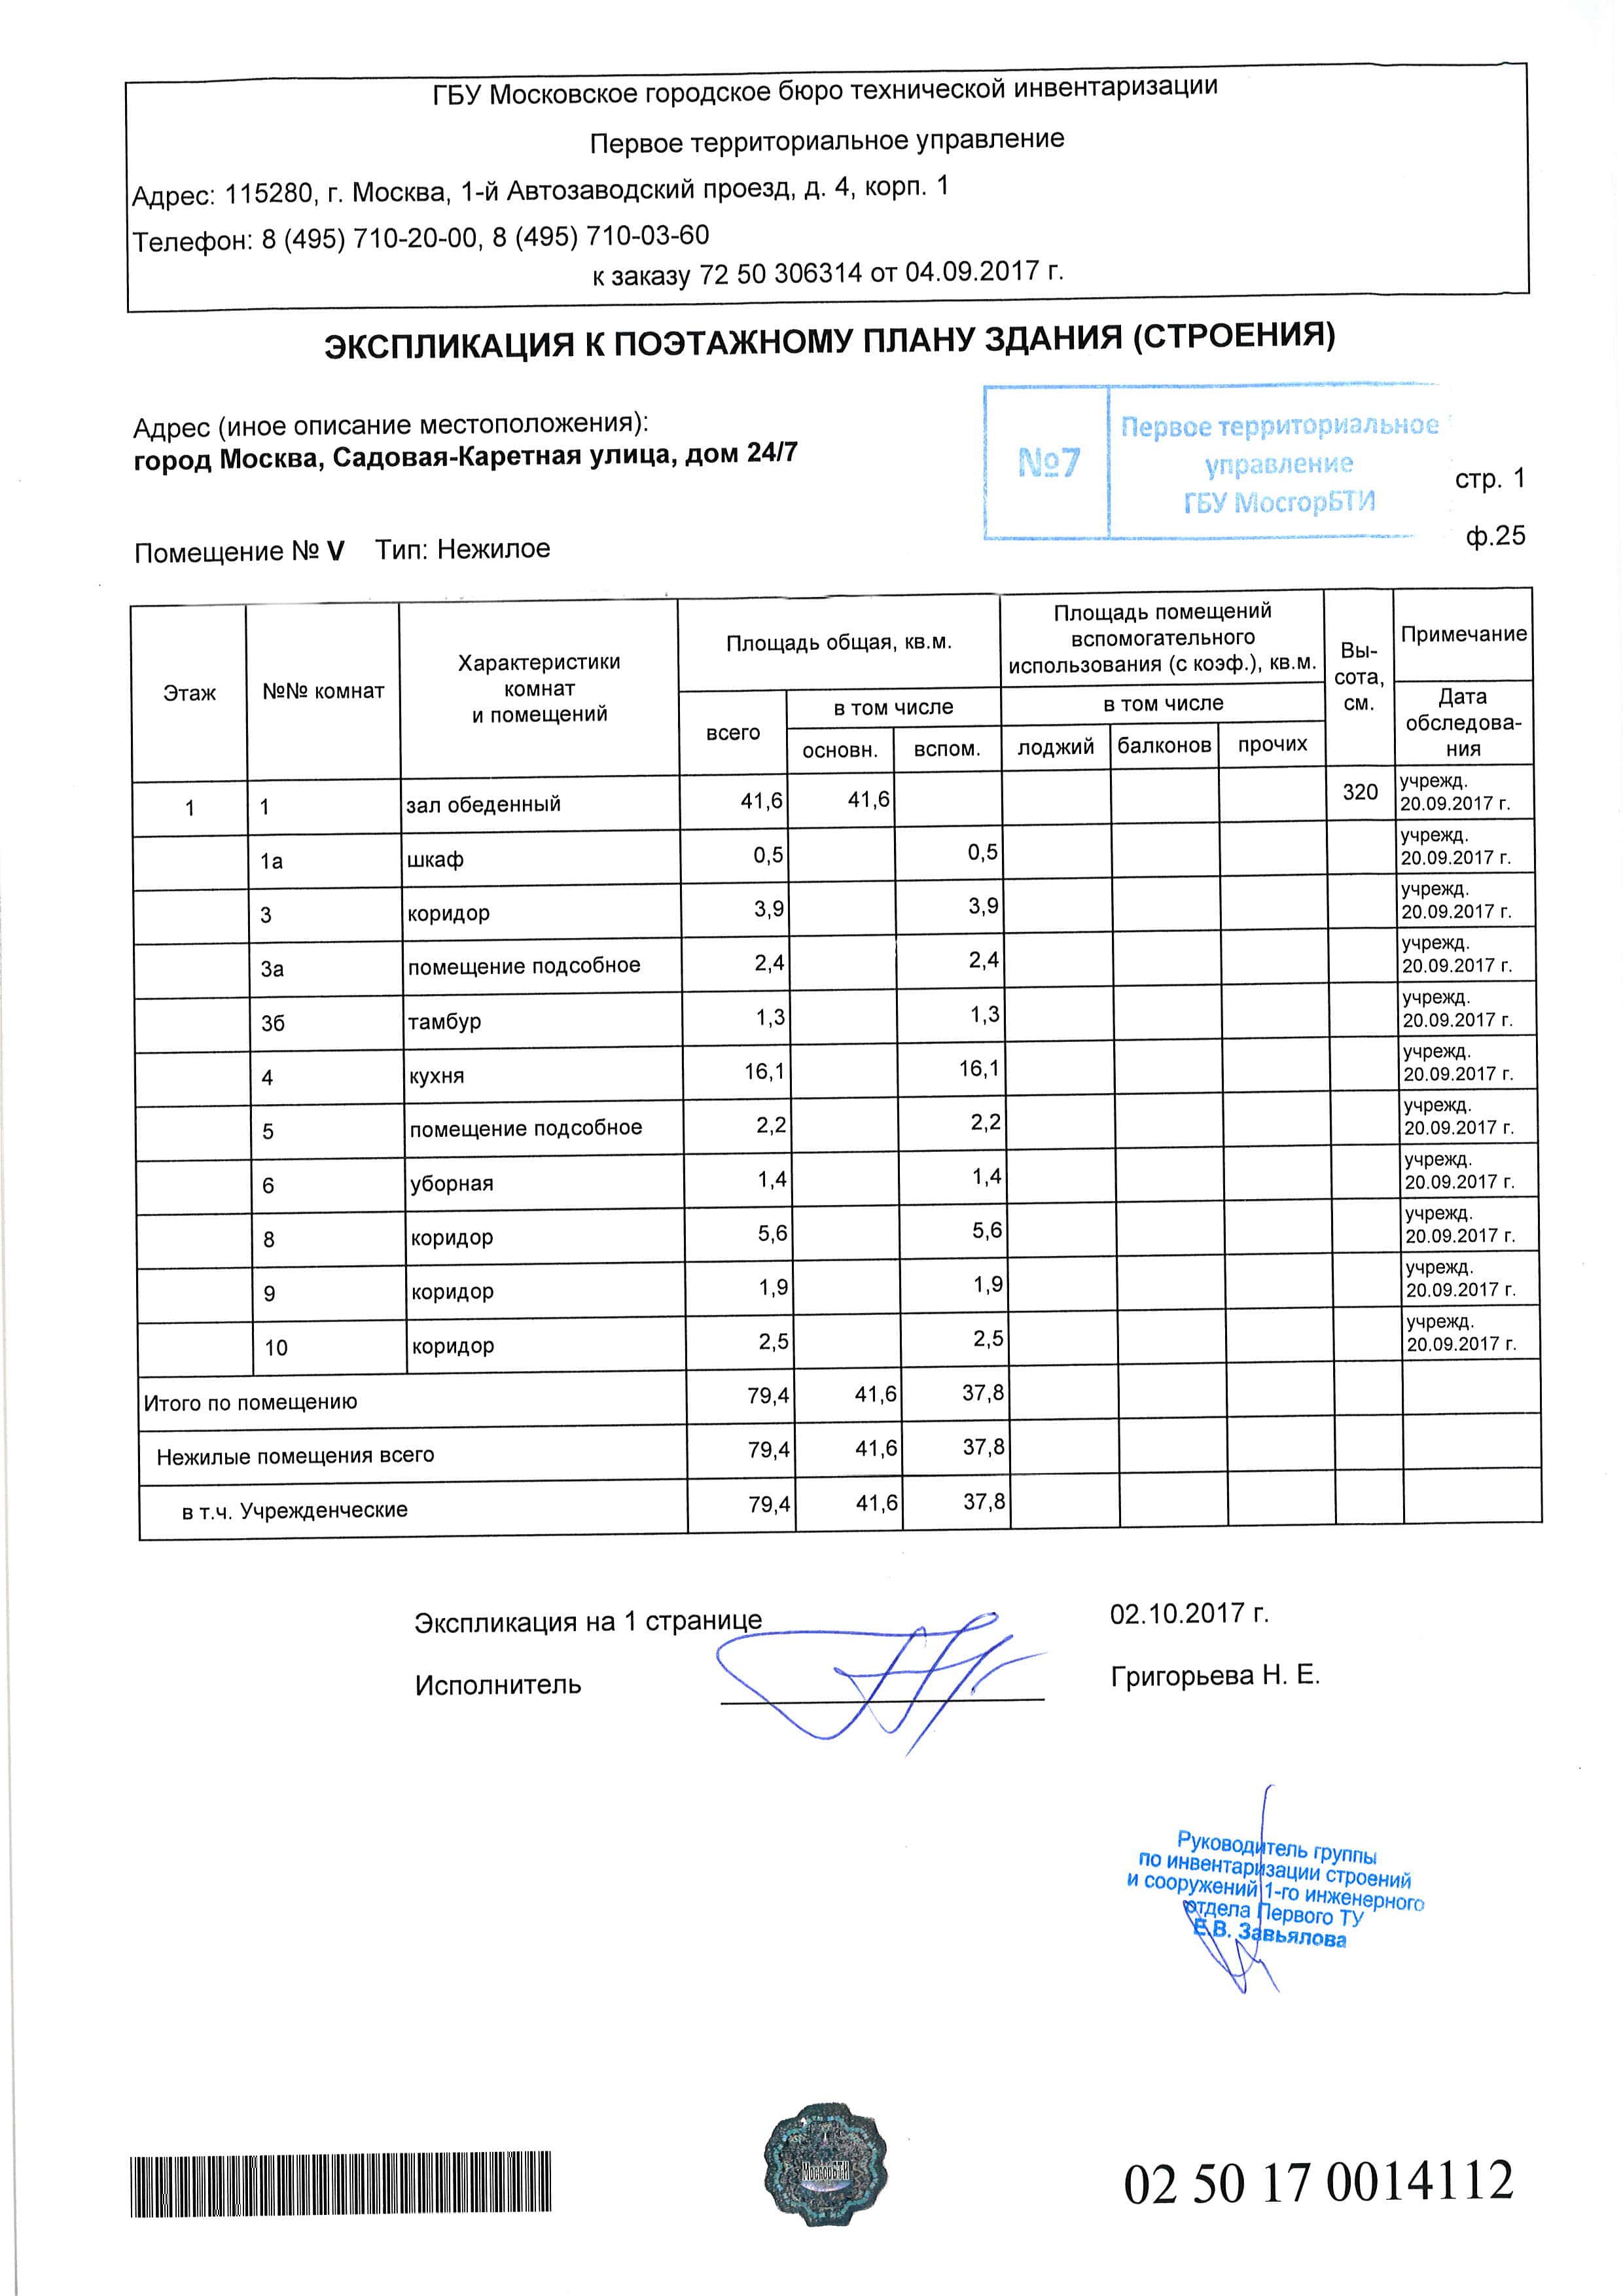 ГБУ Московское городское бюро технической инвентаризации
Первое территориальное управление
Адрес: 115280, г. Москва, 1-й Автозаводский проезд, д. 4, корп. 1
Телефон: 8 (495) 710-20-00, 8 (495) 710-03-60
к заказу 72 50 306314 от 04.09.2017 г.
ЭКСПЛИКАЦИЯ К ПОЭТАЖНОМУ ПЛАНУ ЗДАНИЯ (СТРОЕНИЯ)
Адрес (иное описание местоположения):
город Москва, Садовая-Каретная улица, дом 24/7
№7
Первое территориальное
управление
ГБУ МосгорБТИ
стр. 1
ф.25
Помещение № V Тип: Нежилое
Этаж
№№ комнат
Характеристики
комнат
и помещений
Площадь общая, кв.м.
Площадь помещений
вспомогательного
использования (с коэф.), кв.м.
Вы-
сота,
см.
Примечание
всего
в том числе
в том числе
Дата
обследова-
ния
основн. вспом. лоджий балконов прочих
1 1 зал обеденный 41,6 41,6 320 учрежд.
20.09.2017 г.
1а шкаф 0,5 0,5 учрежд.
20.09.2017 г.
3 коридор 3,9 3,9 учрежд.
20.09.2017 г.
3а помещение подсобное 2,4 2,4 учрежд.
20.09.2017 г.
3б тамбур 1,3 1,3 учрежд.
20.09.2017 г.
4 кухня 16,1 16,1 учрежд.
20.09.2017 г.
5 помещение подсобное 2,2 2,2 учрежд.
20.09.2017 г.
6 уборная 1,4 1,4 учрежд.
20.09.2017 г.
8 коридор 5,6 5,6 учрежд.
20.09.2017 г.
9 коридор 1,9 1,9 учрежд.
20.09.2017 г.
10 коридор 2,5 2,5 учрежд.
20.09.2017 г.
Итого по помещению 79,4 41,6 37,8
Нежилые помещения всего 79,4 41,6 37,8
в т.ч. Учрежденческие 79,4 41,6 37,8
Экспликация на 1 странице 02.10.2017 г.
Исполнитель Григорьева Н. Е.
Руководитель группы
по инвентаризации строений
и сооружений 1-го инженерного
отдела Первого ТУ
Е.В. Завьялова
МосгорБТИ
02 50 17 0014112